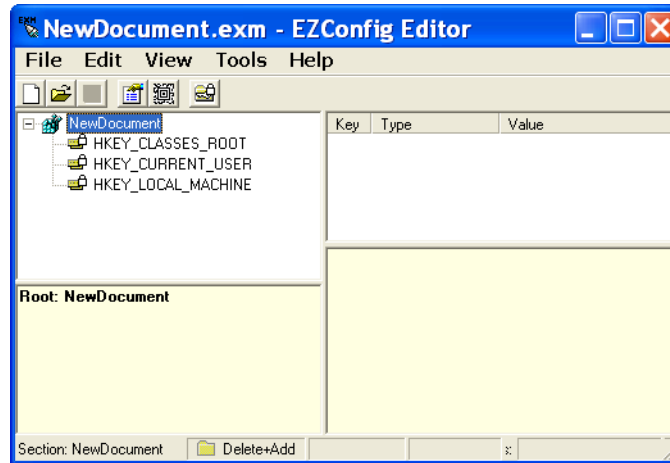 EXM NewDocument.exm - EZConfig Editor
File Edit View Tools Help
NewDocument
HKEY_CLASSES_ROOT
HKEY_CURRENT_USER
HKEY_LOCAL_MACHINE
Key Type Value
Root: NewDocument
Section: NewDocument Delete+Add x: